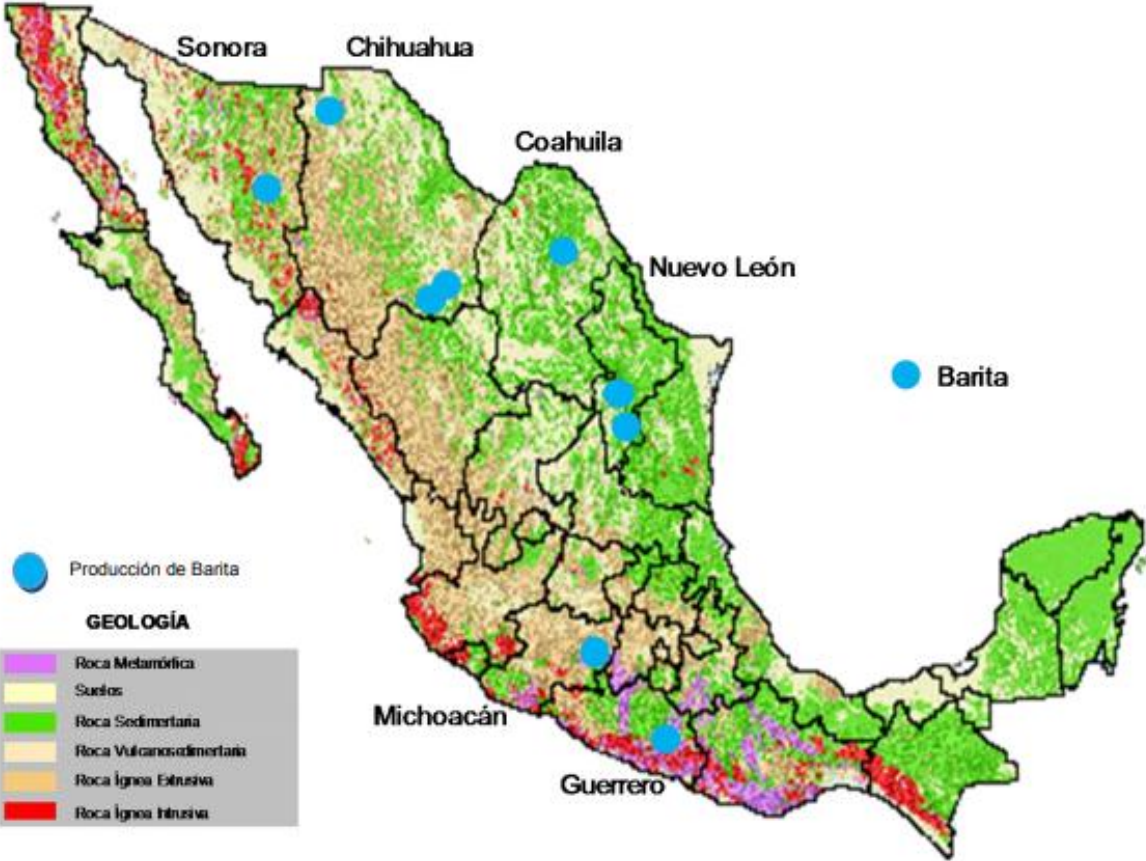 Sonora
Chihuahua
Coahuila
Nuevo León
Barita
Producción de Barita
GEOLOGÍA
Roca Metamórfica
Suelos
Roca Sedimentaria
Roca Vulcanosedimentaria
Roca Ígnea Extrusiva
Roca Ígnea Intrusiva
Michoacán
Guerrero